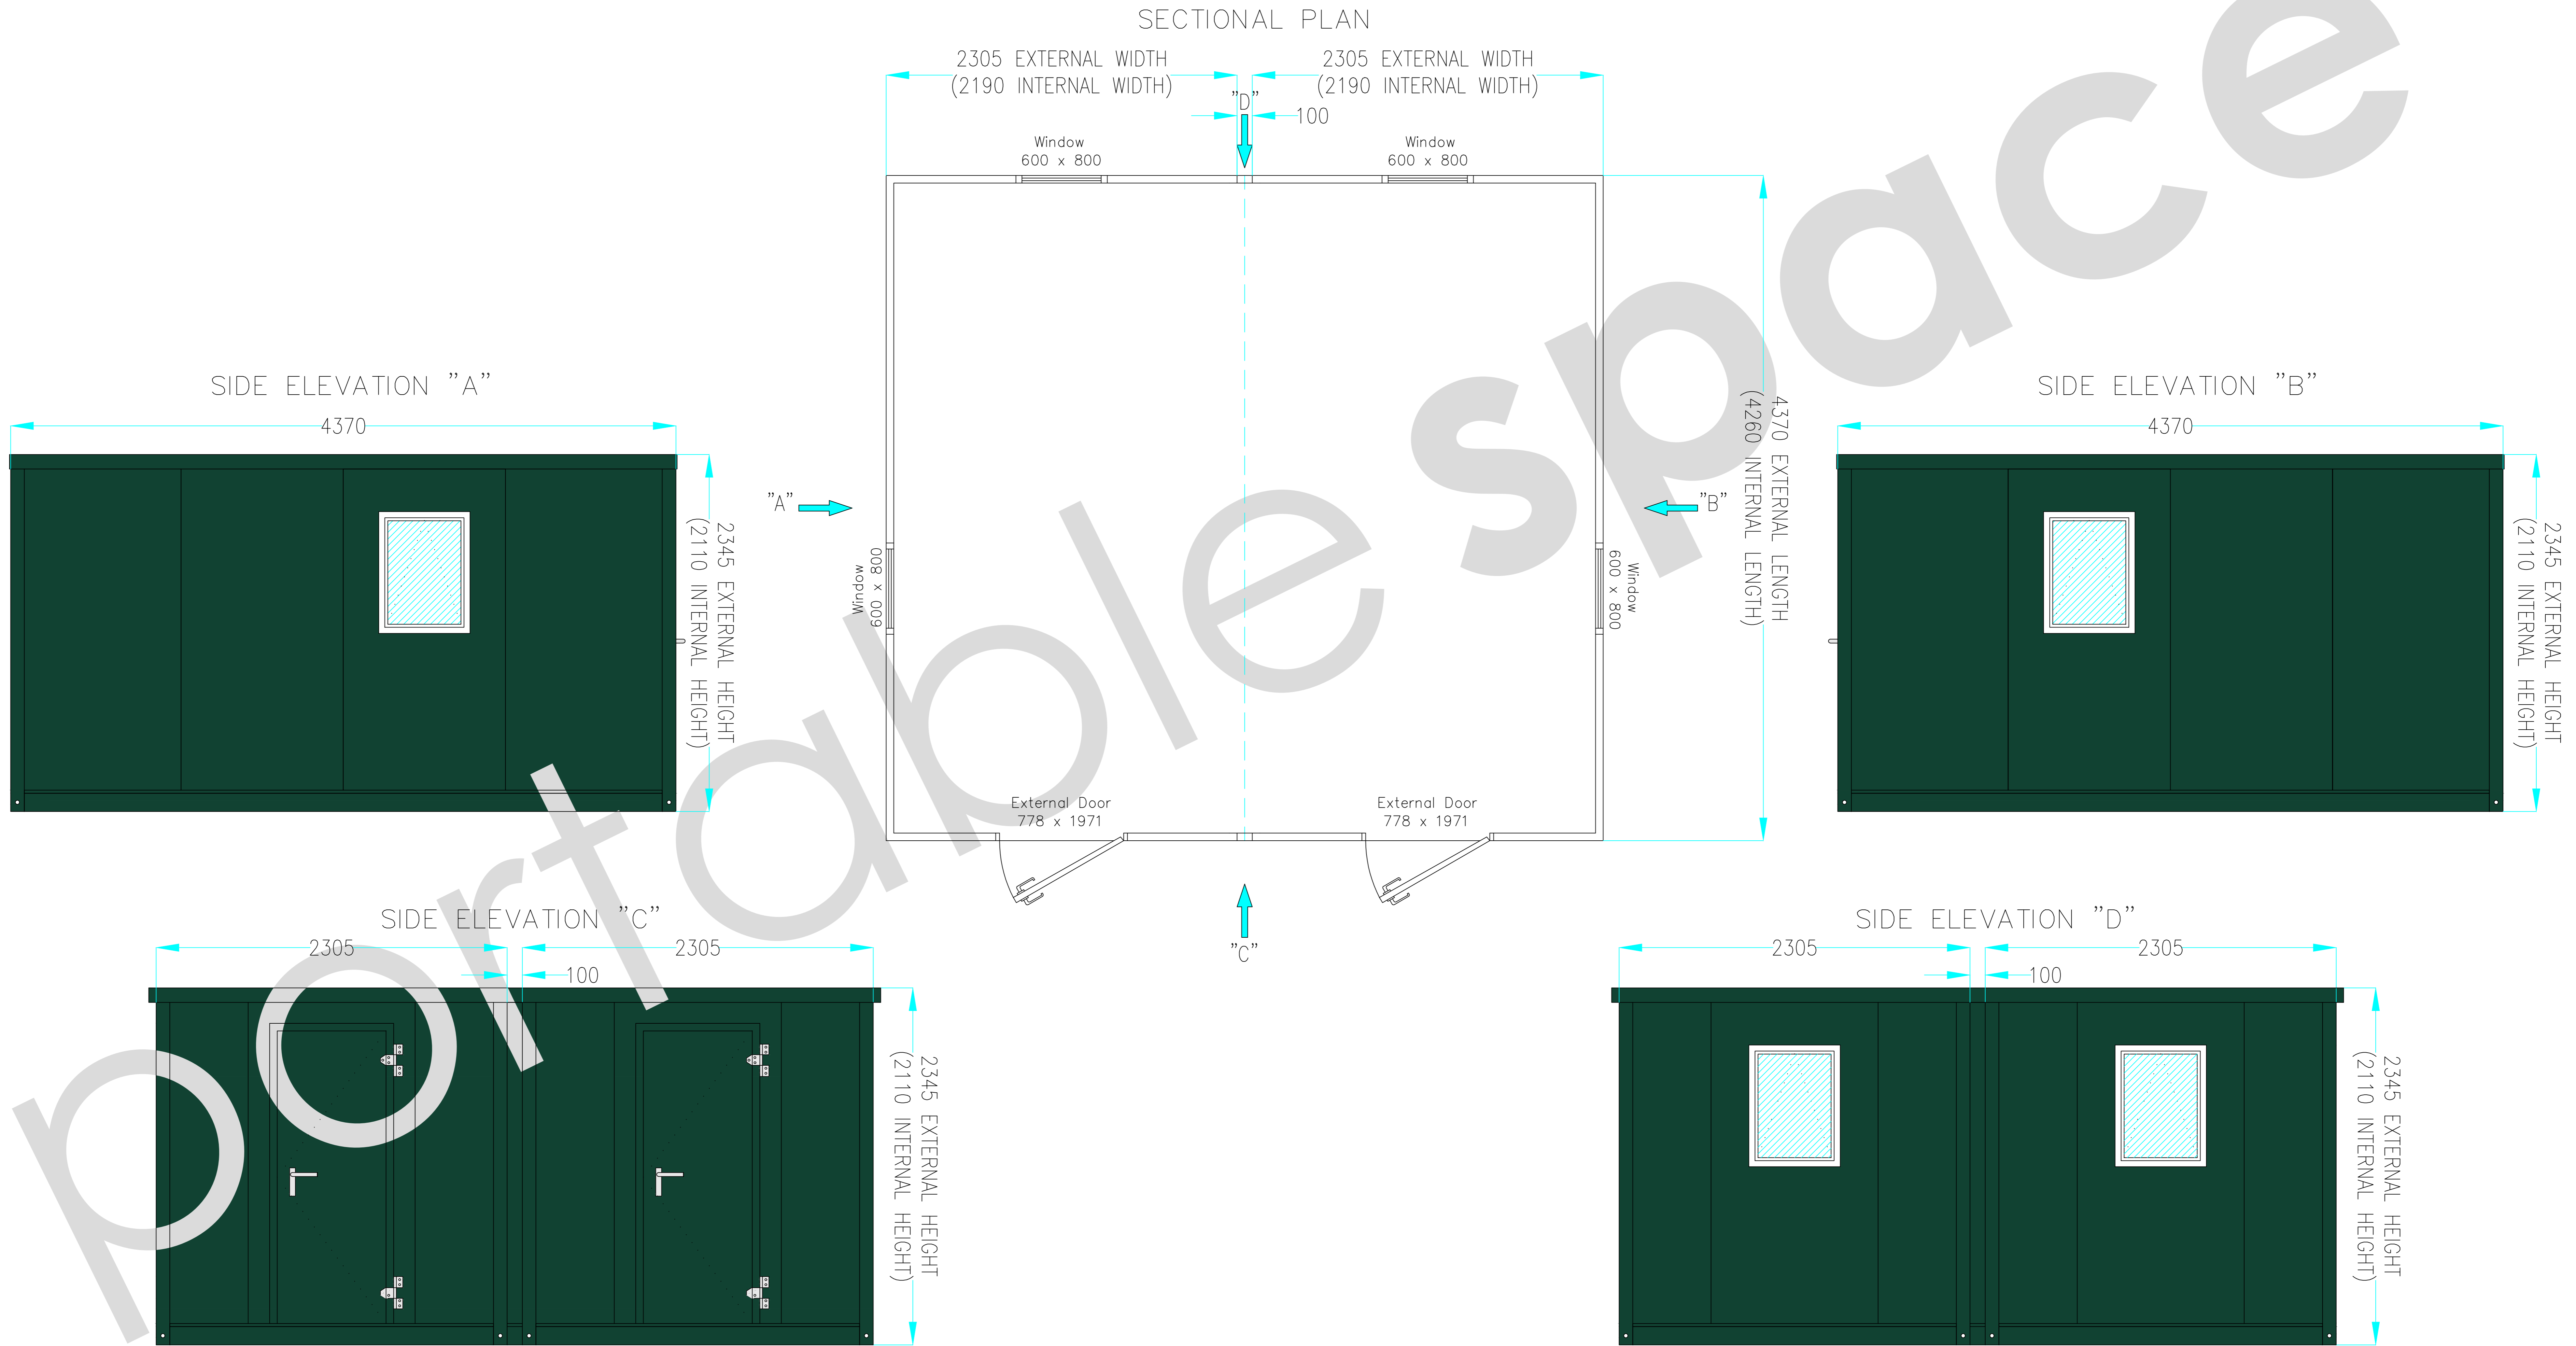 SECTIONAL PLAN
2305 EXTERNAL WIDTH
(2190 INTERNAL WIDTH)
2305 EXTERNAL WIDTH
(2190 INTERNAL WIDTH)
"D"
100
Window
600 x 800
Window
600 x 800
SIDE ELEVATION "A"
4370
2345 EXTERNAL HEIGHT
(2110 INTERNAL HEIGHT)
"A"
Window
600 x 800
Window
600 x 800
"B"
4370 EXTERNAL LENGTH
(4260 INTERNAL LENGTH)
SIDE ELEVATION "B"
4370
2345 EXTERNAL HEIGHT
(2110 INTERNAL HEIGHT)
External Door
778 x 1971
External Door
778 x 1971
"C"
SIDE ELEVATION "C"
2305
2305
100
2345 EXTERNAL HEIGHT
(2110 INTERNAL HEIGHT)
SIDE ELEVATION "D"
2305
2305
100
2345 EXTERNAL HEIGHT
(2110 INTERNAL HEIGHT)
portable space